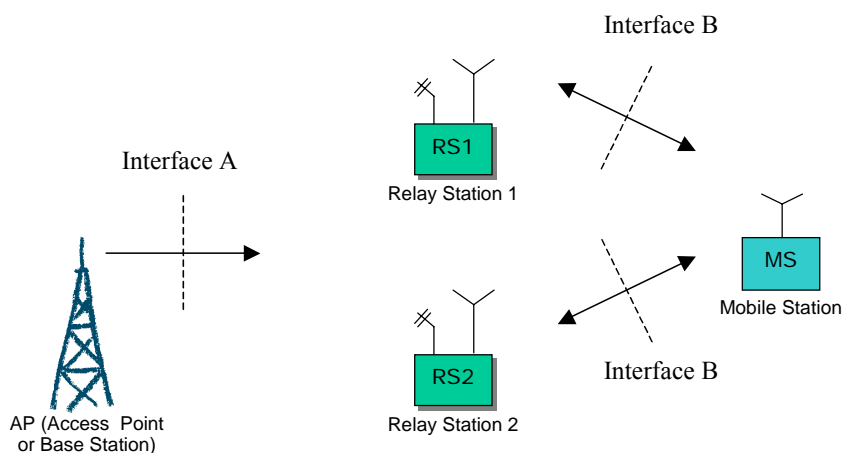 Interface B
RS1
Interface A
Relay Station 1
MS
Mobile Station
RS2
Interface B
AP (Access Point
or Base Station)
Relay Station 2